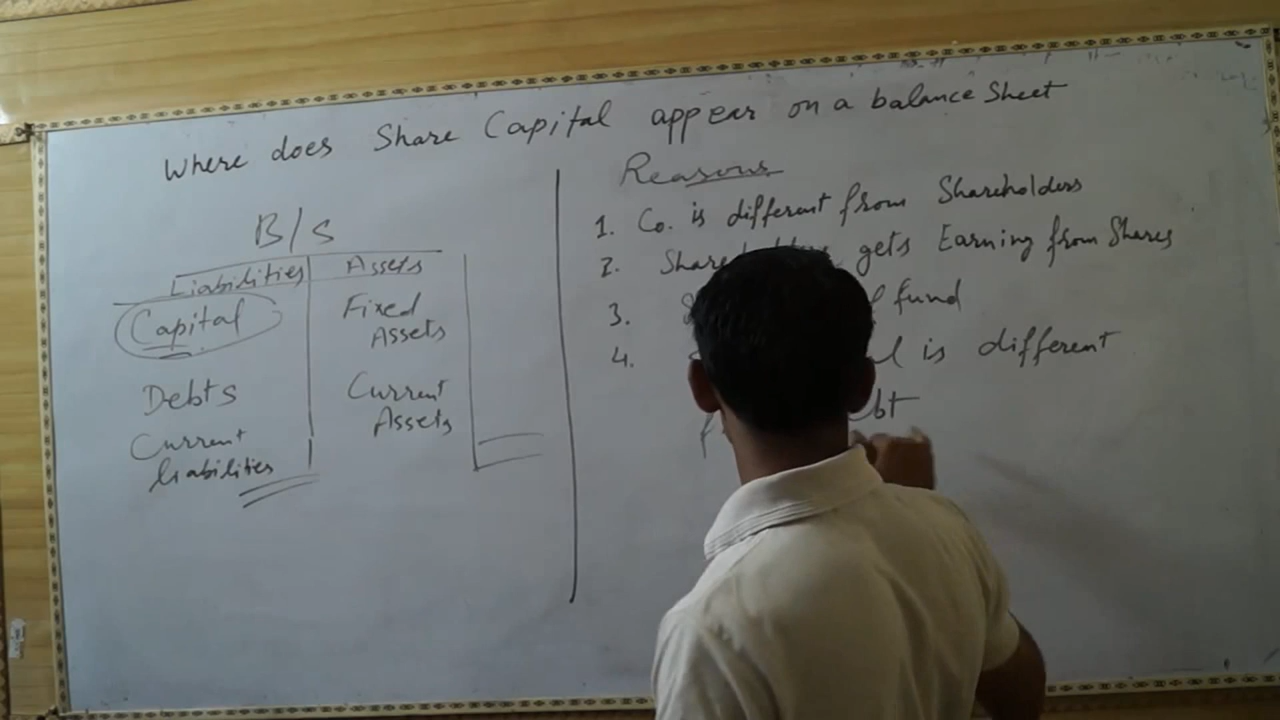 Where does Share Capital appear on a balance Sheet
B/S
Liabilities Assets
Capital Fixed
Assets
Debts Current
Assets
Current
liabilities
Reasons
1. Co. is different from Shareholders
2. gets Earning from Shares
3. fund
4. is different